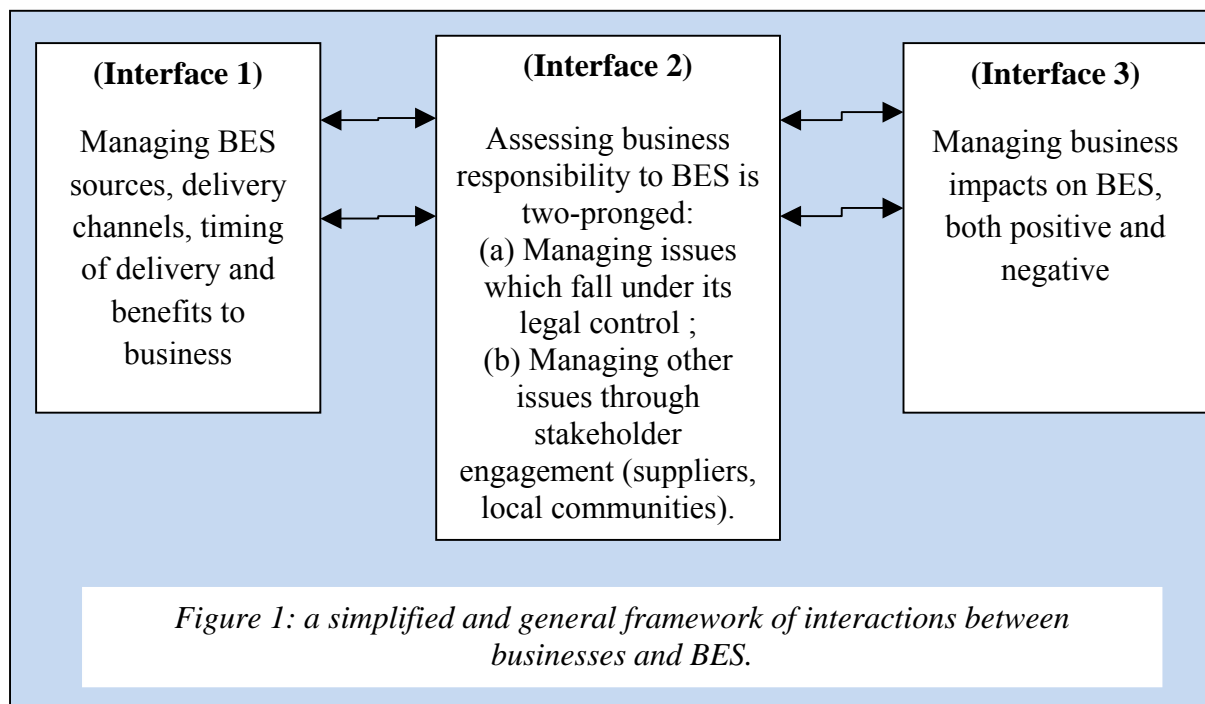 (Interface 1)
Managing BES
sources, delivery
channels, timing
of delivery and
benefits to
business
(Interface 2)
Assessing business
responsibility to BES is
two-pronged:
(a) Managing issues
which fall under its
legal control ;
(b) Managing other
issues through
stakeholder
engagement (suppliers,
local communities).
(Interface 3)
Managing business
impacts on BES,
both positive and
negative
Figure 1: a simplified and general framework of interactions between
businesses and BES.